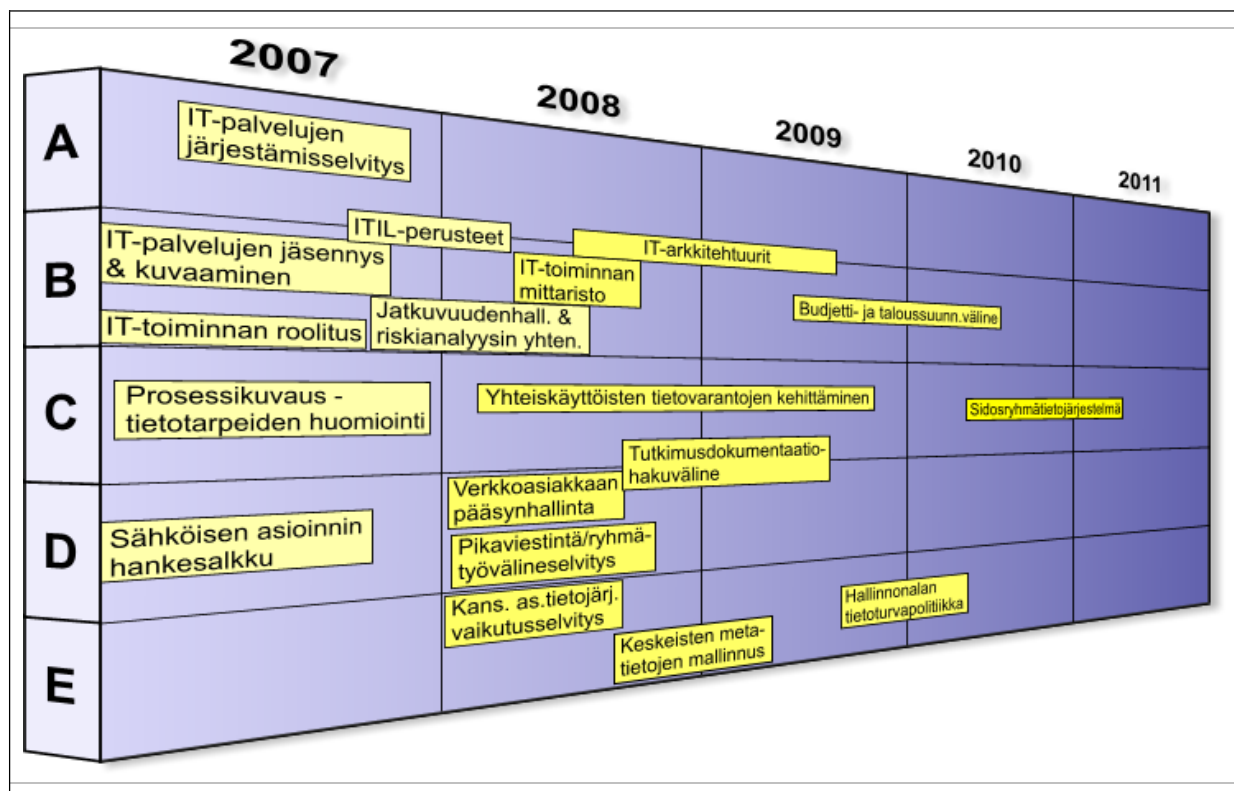 2007
2008
2009
2010
2011
A
IT-palvelujen
järjestämisselvitys
B
ITIL-perusteet
IT-palvelujen jäsennys
& kuvaaminen
IT-arkkitehtuurit
IT-toiminnan
mittaristo
Budjetti- ja taloussuunn.väline
IT-toiminnan roolitus
Jatkuvuudenhall. &
riskianalyysin yhten.
C
Prosessikuvaus -
tietotarpeiden huomiointi
Yhteiskäyttöisten tietovarantojen kehittäminen
Sidosryhmätietojärjestelmä
Tutkimusdokumentaatio-
hakuväline
D
Verkkoasiakkaan
pääsynhallinta
Sähköisen asioinnin
hankesalkku
Pikaviestintä/ryhmä-
työvälineselvitys
E
Kans. as.tietojärj.
vaikutusselvitys
Hallinnonalan
tietoturvapolitiikka
Keskeisten meta-
tietojen mallinnus